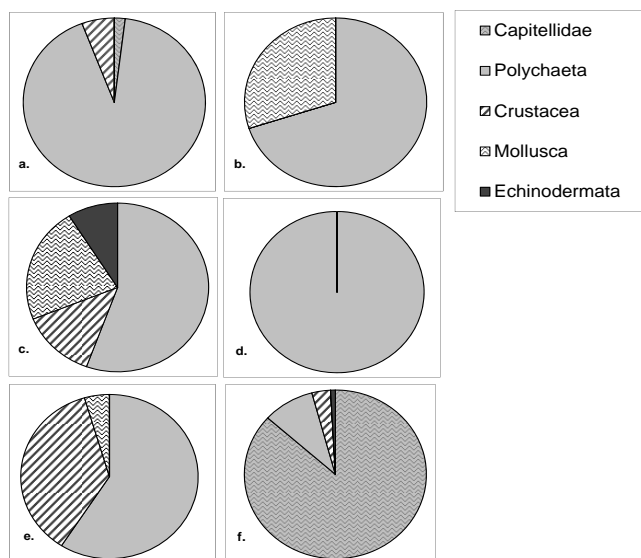 Capitellidae
Polychaeta
Crustacea
Mollusca
Echinodermata
a.
b.
c.
d.
e.
f.